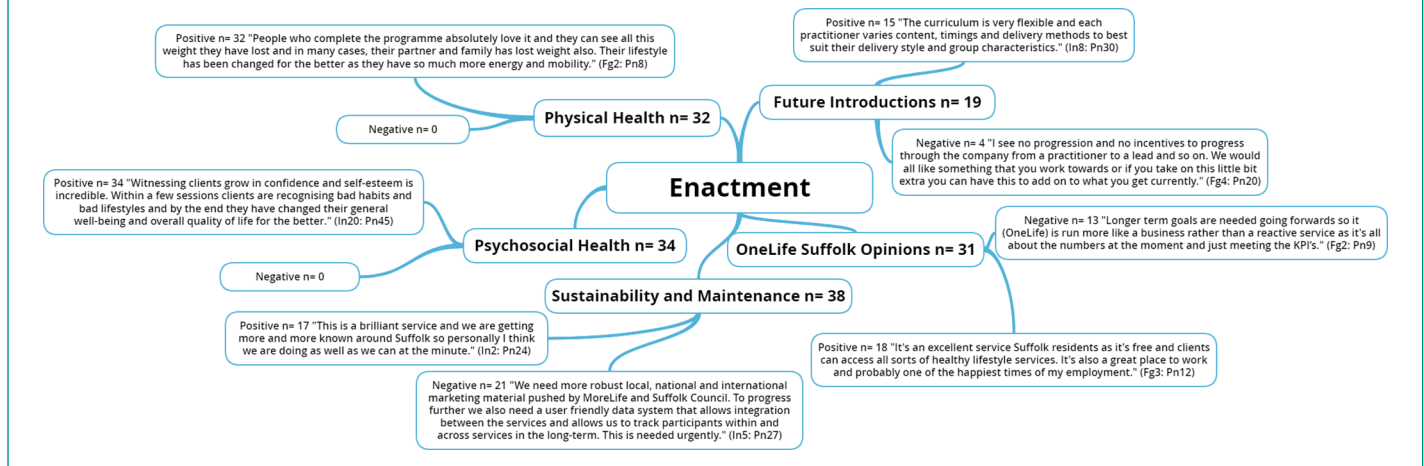 Positive n= 32 "People who complete the programme absolutely love it and they can see all this
weight they have lost and in many cases, their partner and family has lost weight also. Their lifestyle
has been changed for the better as they have so much more energy and mobility." (Fg2: Pn8)
Negative n= 0
Physical Health n= 32
Positive n= 15 "The curriculum is very flexible and each
practitioner varies content, timings and delivery methods to best
suit their delivery style and group characteristics." (In8: Pn30)
Future Introductions n= 19
Negative n= 4 "I see no progression and no incentives to progress
through the company from a practitioner to a lead and so on. We would
all like something that you work towards or if you take on this little bit
extra you can have this to add on to what you get currently." (Fg4: Pn20)
Enactment
Positive n= 34 "Witnessing clients grow in confidence and self-esteem is
incredible. Within a few sessions clients are recognising bad habits and
bad lifestyles and by the end they have changed their general
well-being and overall quality of life for the better." (In20: Pn45)
Psychosocial Health n= 34
Negative n= 0
OneLife Suffolk Opinions n= 31
Negative n= 13 "Longer term goals are needed going forwards so it
(OneLife) is run more like a business rather than a reactive service as it's all
about the numbers at the moment and just meeting the KPI's." (Fg2: Pn9)
Positive n= 18 "It's an excellent service Suffolk residents as it's free and clients
can access all sorts of healthy lifestyle services. It's also a great place to work
and probably one of the happiest times of my employment." (Fg3: Pn12)
Sustainability and Maintenance n= 38
Positive n= 17 "This is a brilliant service and we are getting
more and more known around Suffolk so personally I think
we are doing as well as we can at the minute." (In2: Pn24)
Negative n= 21 "We need more robust local, national and international
marketing material pushed by MoreLife and Suffolk Council. To progress
further we also need a user friendly data system that allows integration
between the services and allows us to track participants within and
across services in the long-term. This is needed urgently." (In5: Pn27)